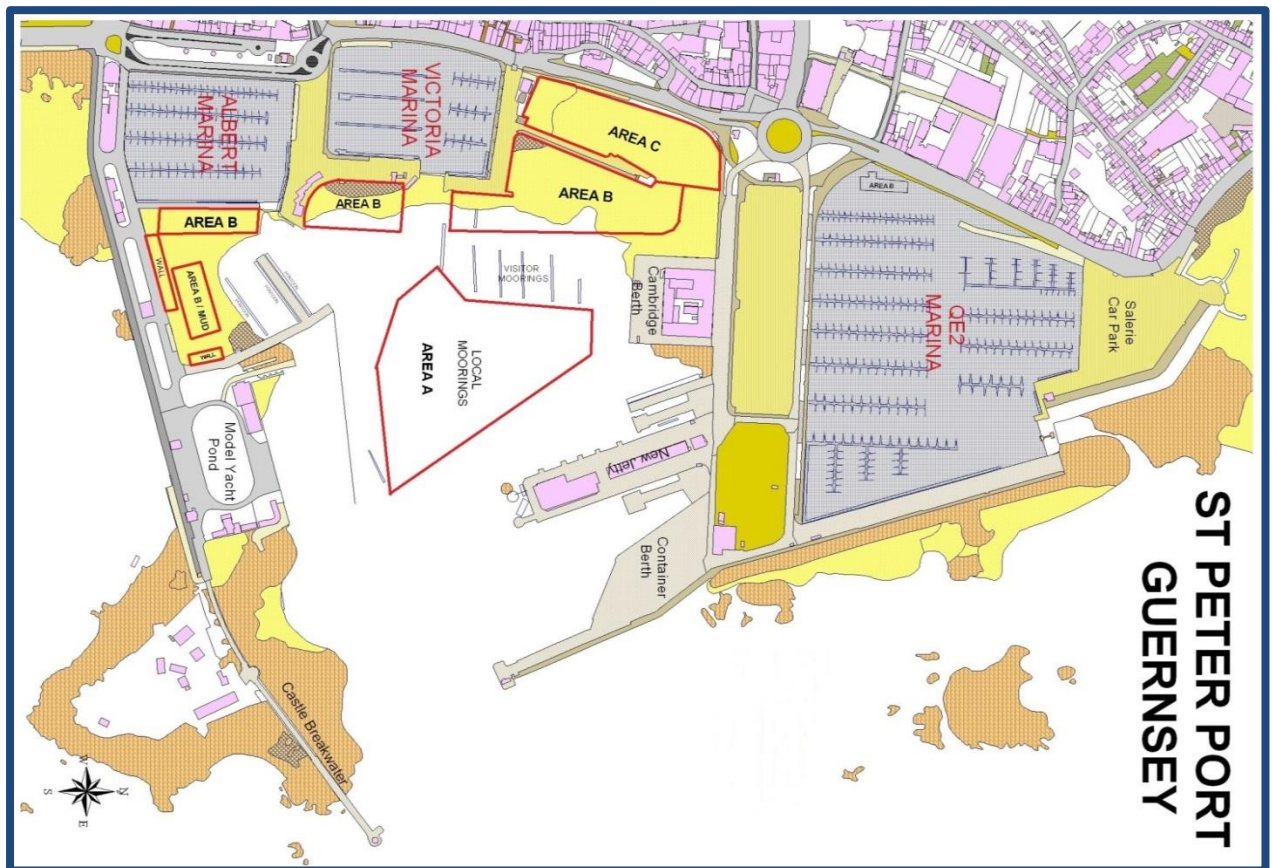 ST PETER PORT
GUERNSEY
ALBERT
MARINA
VICTORIA
MARINA
AREA C
AREA B
AREA B
AREA B
AREA B
QE2
MARINA
Salerie
Car Park
WALL
AREA B / MUD
WALL
VISITOR
MOORINGS
Cambridge
Berth
LOCAL
MOORINGS
AREA A
New Jetty
Model Yacht
Pond
Container
Berth
Castle Breakwater
W
N
S
E